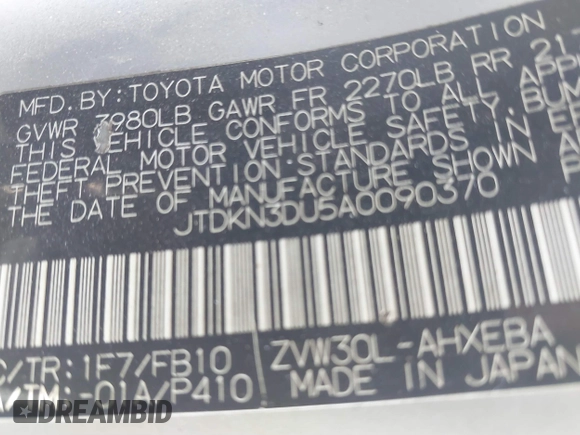 MFD. BY: TOYOTA MOTOR CORPORATION
GVWR 3980LB GAWR FR 2270LB RR 21
THIS VEHICLE CONFORMS TO ALL
FEDERAL MOTOR VEHICLE SAFETY,
THEFT PREVENTION STANDARDS IN
THE DATE OF MANUFACTURE SHOWN
JTDKN3DU5A0090370
C/TR: 1F7/FB10 ZVW30L-AHXEBA
/TM: -01A/P410 MADE IN JAPAN
DREAMBID